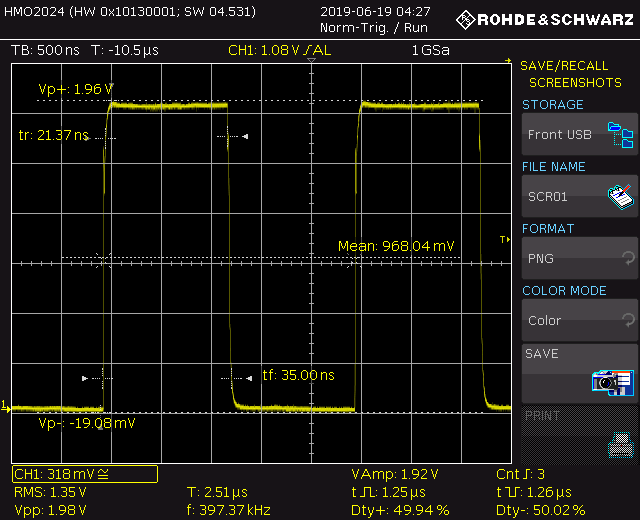 HMO2024 (HW 0x10130001; SW 04.531)
2019-06-19 04:27
Norm-Trig. / Run
ROHDE&SCHWARZ
TB: 500 ns T: -10.5 µs CH1: 1.08 V / AL 1GSa
SAVE/RECALL
SCREENSHOTS
STORAGE
Front USB
FILE NAME
SCR01
FORMAT
PNG
COLOR MODE
Color
SAVE
PRINT
Vp+: 1.96 V
tr: 21.37 ns
Mean: 968.04 mV
T
tf: 35.00 ns
1
Vp-: -19.08 mV
CH1: 318 mV ≅
VAmp: 1.92 V
Cnt: 3
RMS: 1.35 V
T: 2.51 µs
t: 1.25 µs
t: 1.26 µs
Vpp: 1.98 V
f: 397.37 kHz
Dty+: 49.94 %
Dty-: 50.02 %